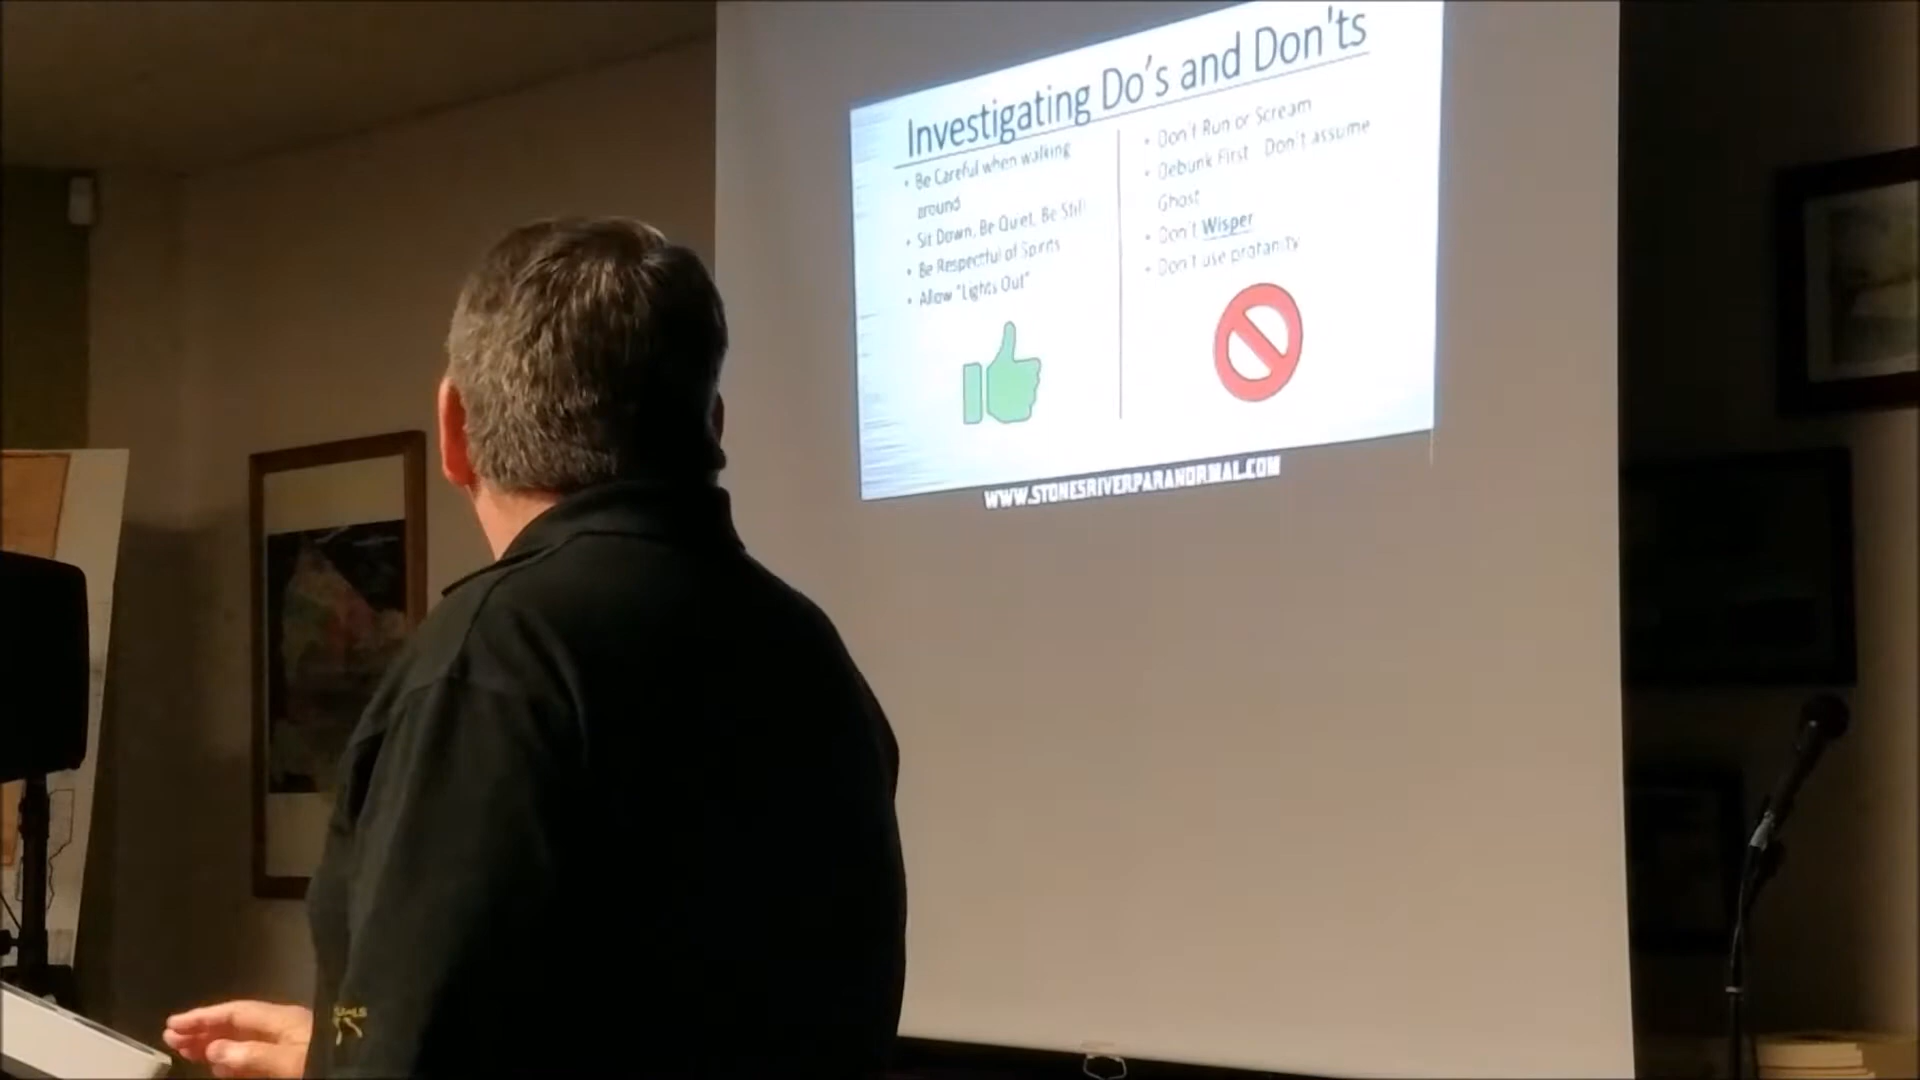 Investigating Do's and Don'ts
• Be Careful when walking
around
• Sit Down, Be Quiet, Be Still
• Be Respectful of Spirits
• Allow "Lights Out"
• Don't Run or Scream
• Debunk First Don't assume
Ghost
• Don't Wisper
• Don't use profanity
WWW.STONESRIVERPARANORMAL.COM